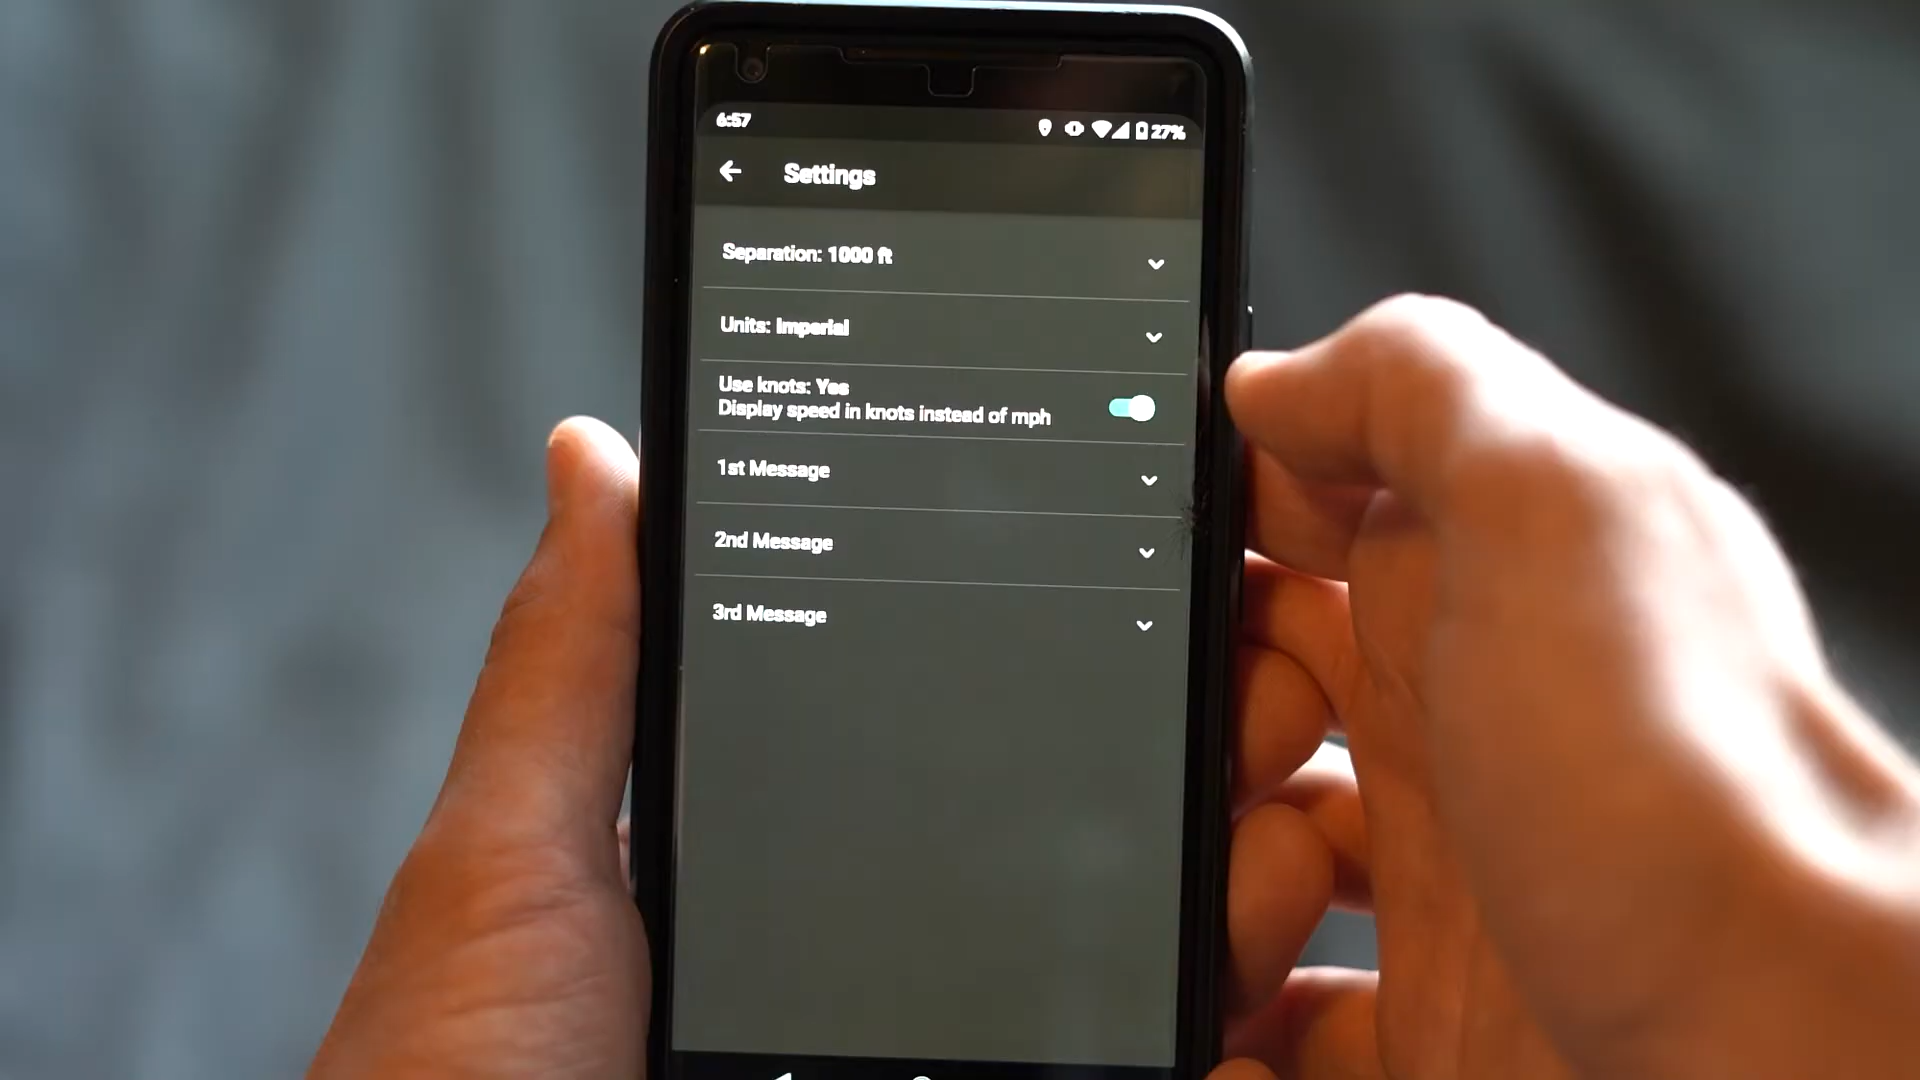 6:57
27%
Settings
Separation: 1000 ft
Units: Imperial
Use knots: Yes
Display speed in knots instead of mph
1st Message
2nd Message
3rd Message